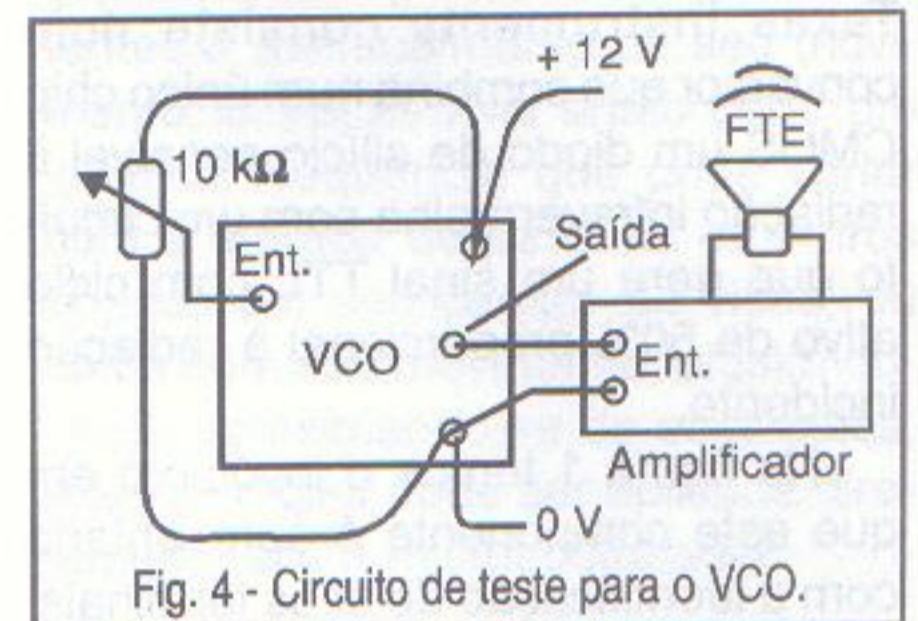 + 12 V
FTE
10 kΩ
Saída
Ent.
VCO
Ent.
Amplificador
0 V
Fig. 4 - Circuito de teste para o VCO.